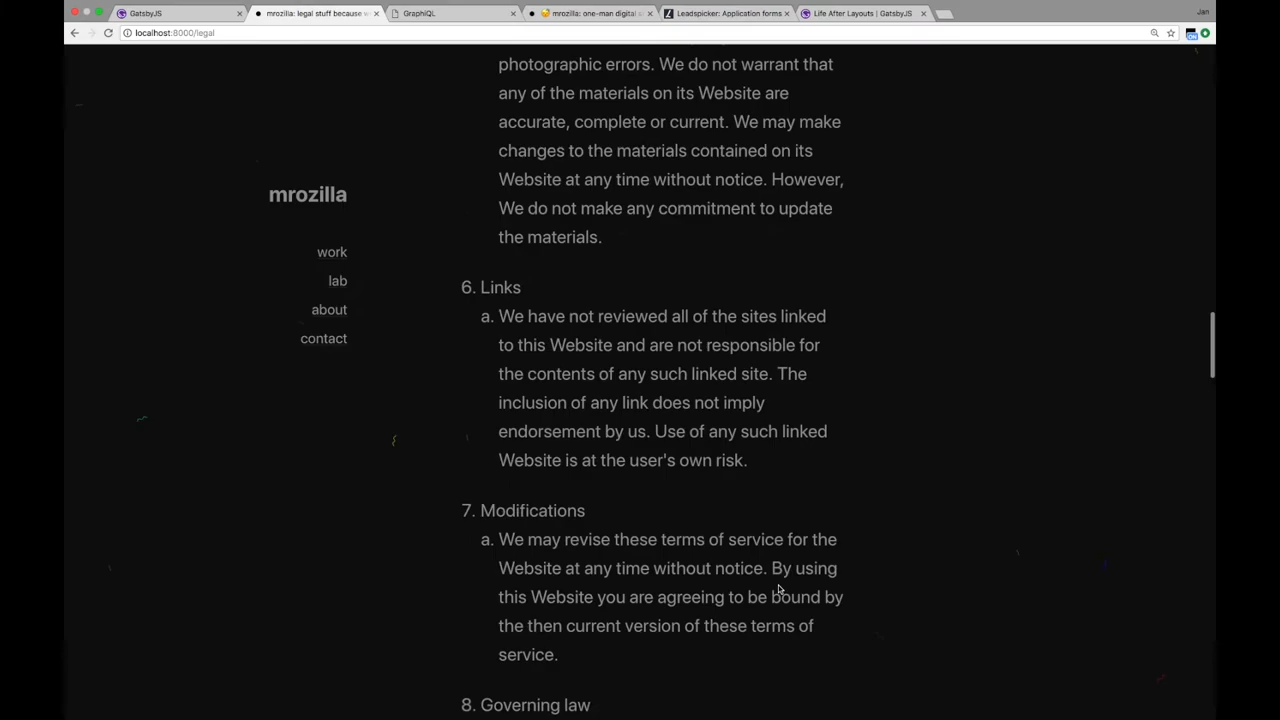 GatsbyJS
mrozilla: legal stuff because w
GraphiQL
mrozilla: one-man digital s
Leadspicker: Application forms
Life After Layouts | GatsbyJS
Jan
localhost:8000/legal
mrozilla
work
lab
about
contact
photographic errors. We do not warrant that
any of the materials on its Website are
accurate, complete or current. We may make
changes to the materials contained on its
Website at any time without notice. However,
We do not make any commitment to update
the materials.
6. Links
a. We have not reviewed all of the sites linked
to this Website and are not responsible for
the contents of any such linked site. The
inclusion of any link does not imply
endorsement by us. Use of any such linked
Website is at the user's own risk.
7. Modifications
a. We may revise these terms of service for the
Website at any time without notice. By using
this Website you are agreeing to be bound by
the then current version of these terms of
service.
8. Governing law